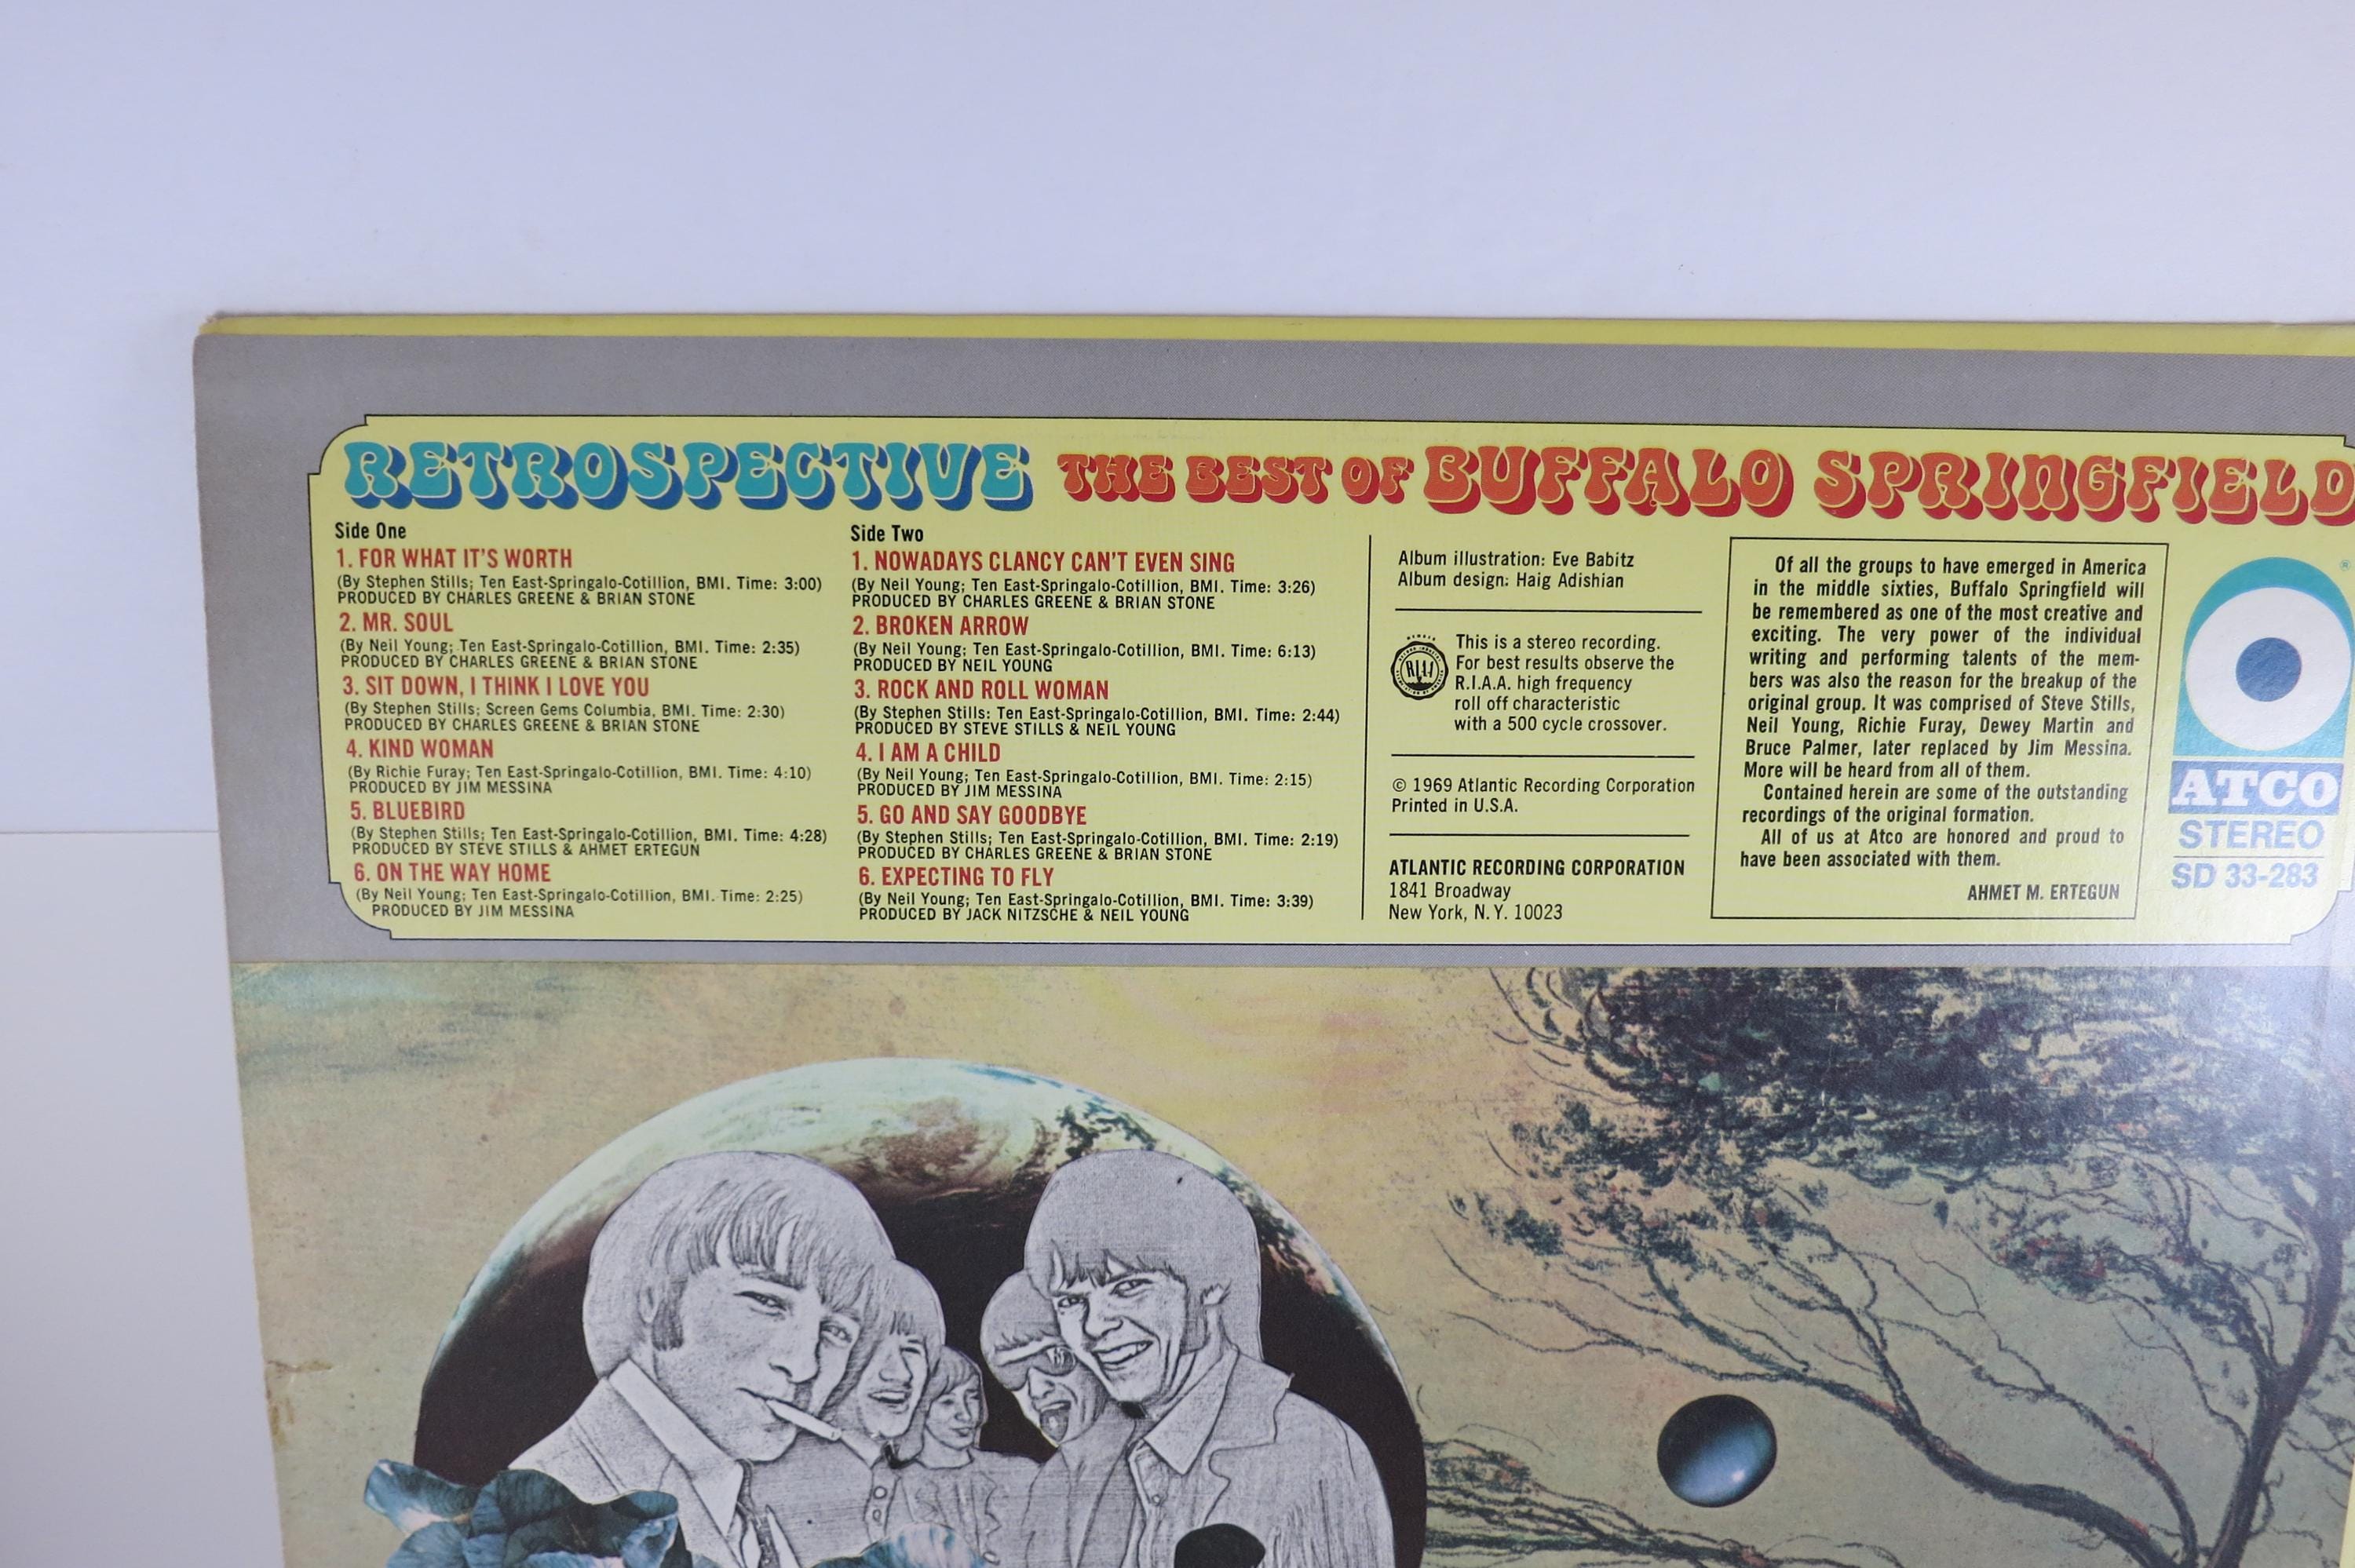 RETROSPECTIVE THE BEST OF BUFFALO SPRINGFIELD
Side One
1. FOR WHAT IT'S WORTH
(By Stephen Stills; Ten East-Springalo-Cotillion, BMI. Time: 3:00)
PRODUCED BY CHARLES GREENE & BRIAN STONE
2. MR. SOUL
(By Neil Young; Ten East-Springalo-Cotillion, BMI. Time: 2:35)
PRODUCED BY CHARLES GREENE & BRIAN STONE
3. SIT DOWN, I THINK I LOVE YOU
(By Stephen Stills; Screen Gems Columbia, BMI. Time: 2:30)
PRODUCED BY CHARLES GREENE & BRIAN STONE
4. KIND WOMAN
(By Richie Furay; Ten East-Springalo-Cotillion, BMI. Time: 4:10)
PRODUCED BY JIM MESSINA
5. BLUEBIRD
(By Stephen Stills; Ten East-Springalo-Cotillion, BMI. Time: 4:28)
PRODUCED BY STEVE STILLS & AHMET ERTEGUN
6. ON THE WAY HOME
(By Neil Young; Ten East-Springalo-Cotillion, BMI. Time: 2:25)
PRODUCED BY JIM MESSINA
Side Two
1. NOWADAYS CLANCY CAN'T EVEN SING
(By Neil Young; Ten East-Springalo-Cotillion, BMI. Time: 3:26)
PRODUCED BY CHARLES GREENE & BRIAN STONE
2. BROKEN ARROW
(By Neil Young; Ten East-Springalo-Cotillion, BMI. Time: 6:13)
PRODUCED BY NEIL YOUNG
3. ROCK AND ROLL WOMAN
(By Stephen Stills: Ten East-Springalo-Cotillion, BMI. Time: 2:44)
PRODUCED BY STEVE STILLS & NEIL YOUNG
4. I AM A CHILD
(By Neil Young; Ten East-Springalo-Cotillion, BMI. Time: 2:15)
PRODUCED BY JIM MESSINA
5. GO AND SAY GOODBYE
(By Stephen Stills; Ten East-Springalo-Cotillion, BMI. Time: 2:19)
PRODUCED BY CHARLES GREENE & BRIAN STONE
6. EXPECTING TO FLY
(By Neil Young; Ten East-Springalo-Cotillion, BMI. Time: 3:39)
PRODUCED BY JACK NITZSCHE & NEIL YOUNG
Album illustration: Eve Babitz
Album design: Haig Adishian
MEMBER
RIAA
This is a stereo recording.
For best results observe the
R.I.A.A. high frequency
roll off characteristic
with a 500 cycle crossover.
© 1969 Atlantic Recording Corporation
Printed in U.S.A.
ATLANTIC RECORDING CORPORATION
1841 Broadway
New York, N.Y. 10023
Of all the groups to have emerged in America
in the middle sixties, Buffalo Springfield will
be remembered as one of the most creative and
exciting. The very power of the individual
writing and performing talents of the mem-
bers was also the reason for the breakup of the
original group. It was comprised of Steve Stills,
Neil Young, Richie Furay, Dewey Martin and
Bruce Palmer, later replaced by Jim Messina.
More will be heard from all of them.
Contained herein are some of the outstanding
recordings of the original formation.
All of us at Atco are honored and proud to
have been associated with them.
AHMET M. ERTEGUN
®
ATCO
STEREO
SD 33-283